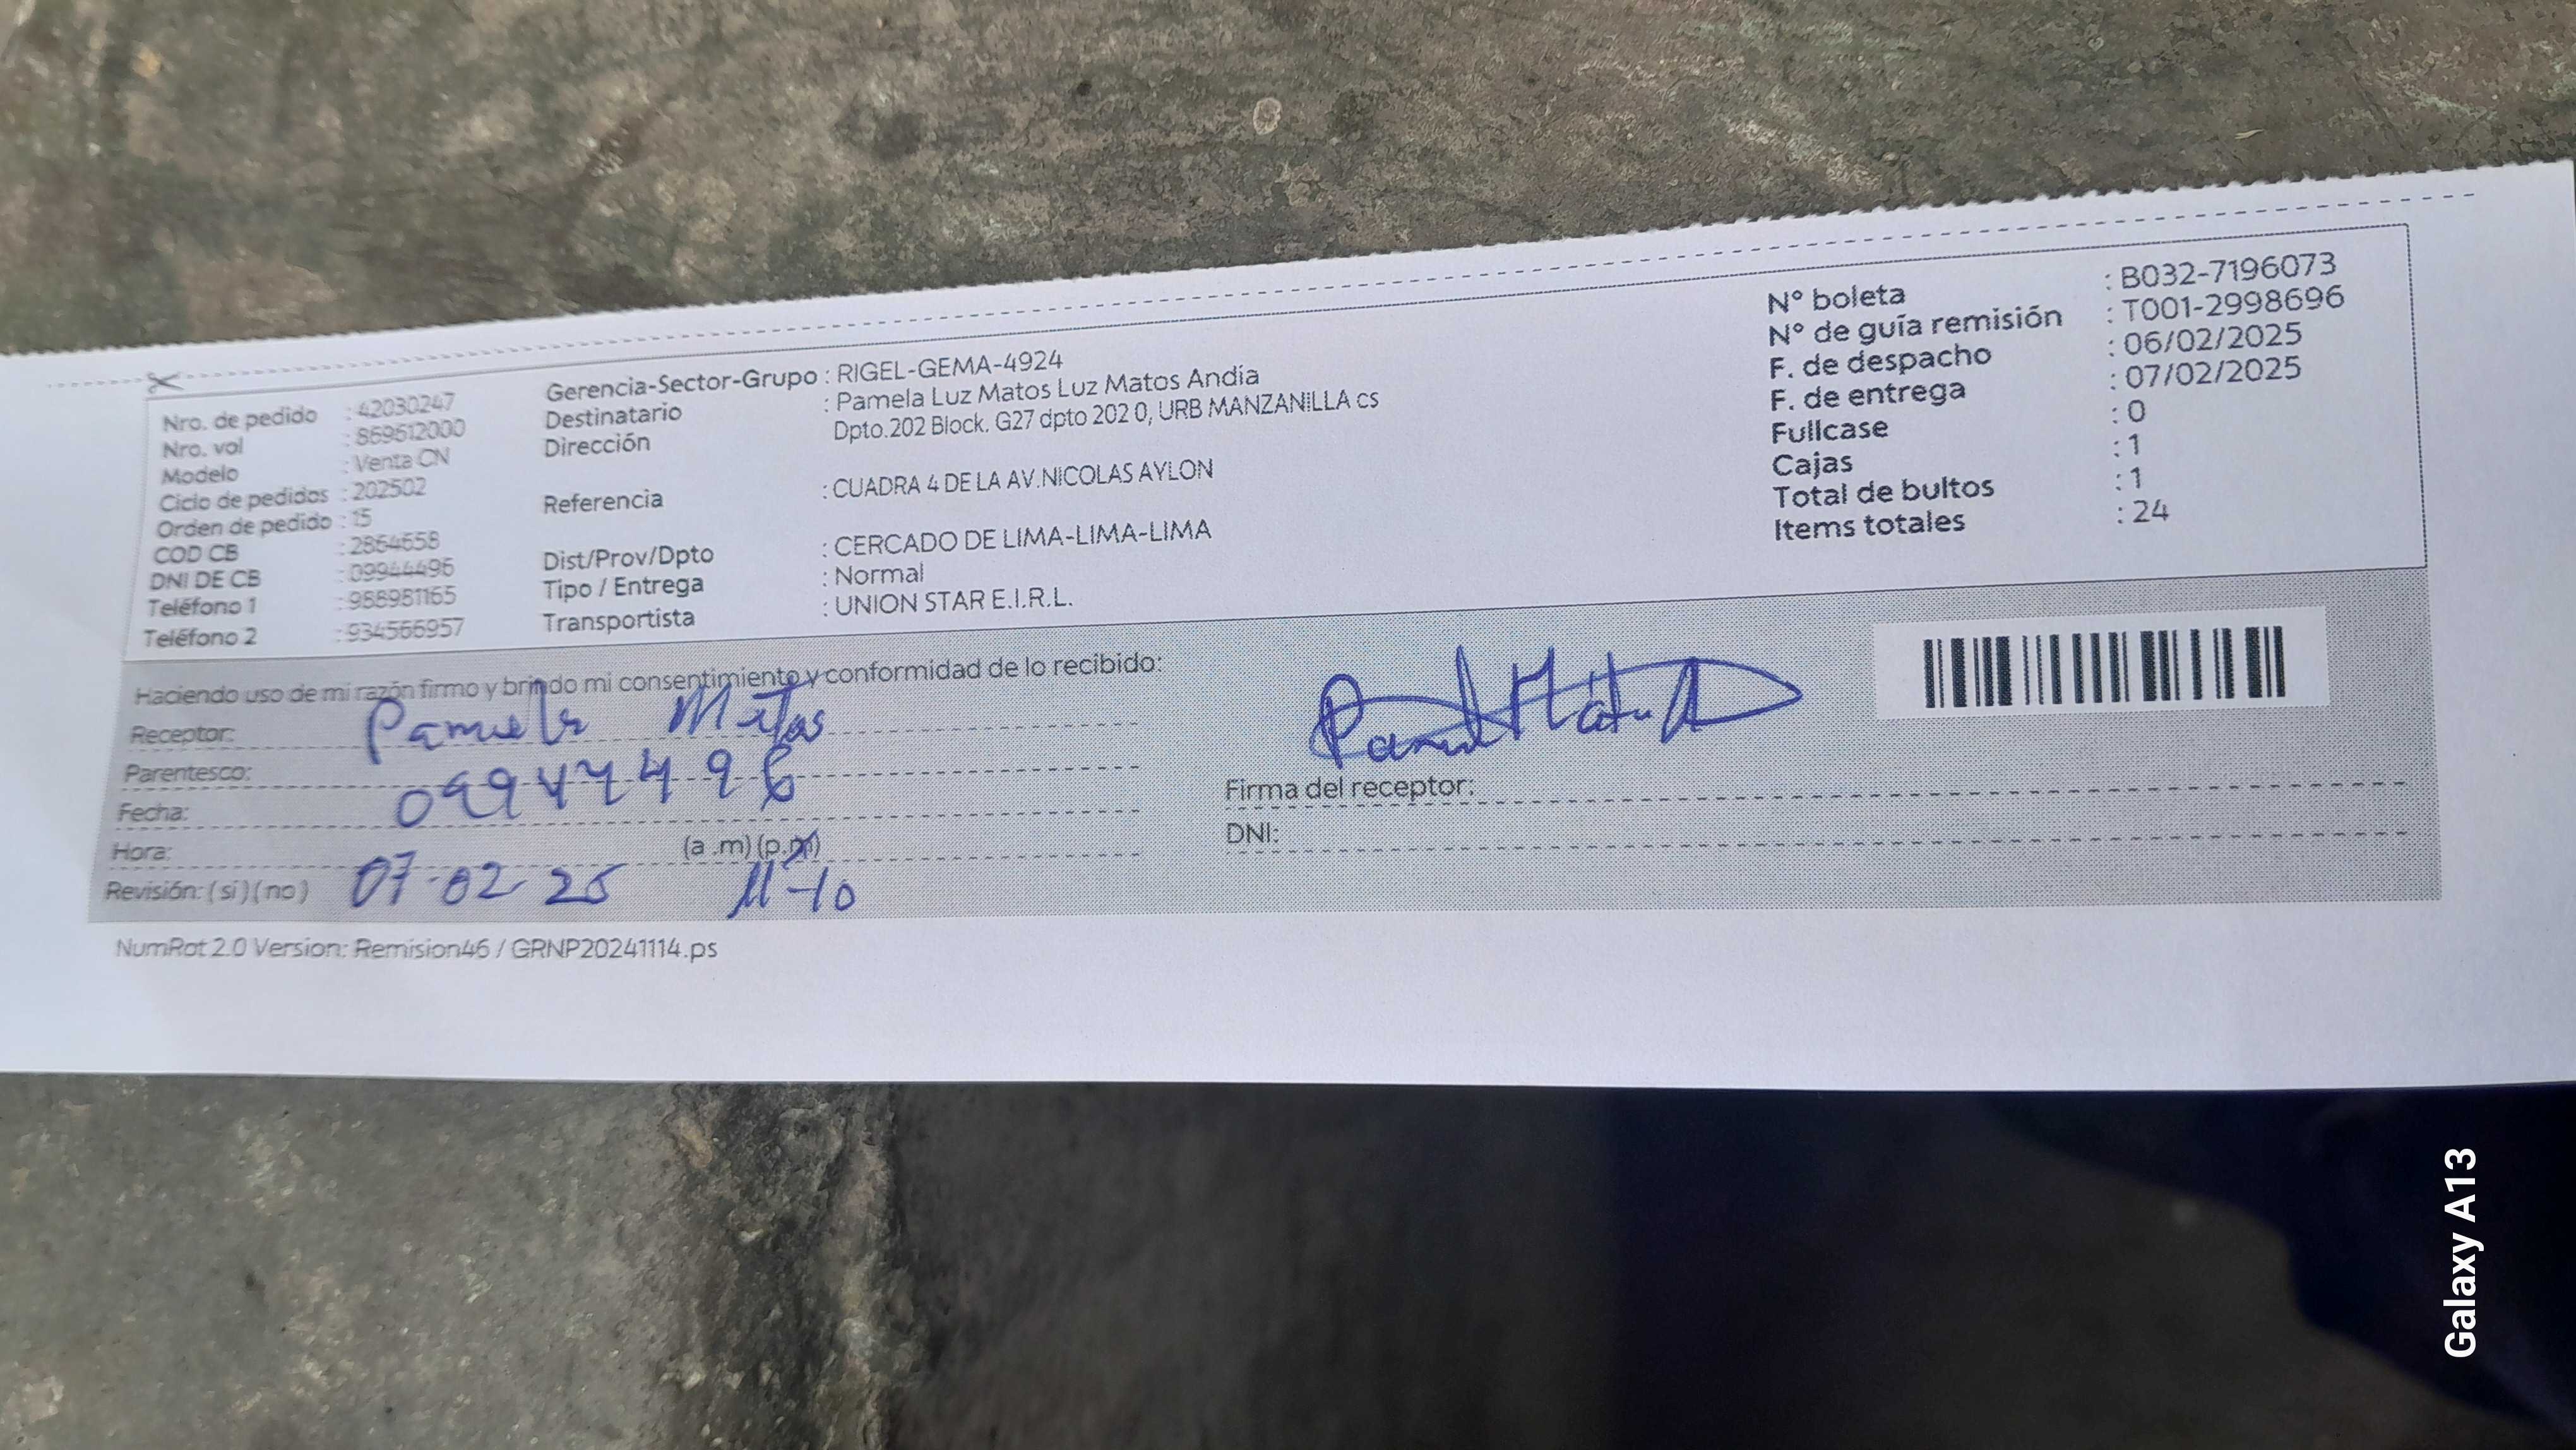 Nro. de pedido : 42030247
Nro. vol : 869612000
Modelo : Venta CN
Ciclo de pedidos : 202502
Orden de pedido : 15
COD CB : 2864658
DNI DE CB : 09944496
Teléfono 1 : 988981165
Teléfono 2 : 934566957
Gerencia-Sector-Grupo : RIGEL-GEMA-4924
Destinatario : Pamela Luz Matos Luz Matos Andía
Dirección Dpto.202 Block. G27 dpto 202 0, URB MANZANILLA cs
Referencia : CUADRA 4 DE LA AV.NICOLAS AYLON
Dist/Prov/Dpto : CERCADO DE LIMA-LIMA-LIMA
Tipo / Entrega : Normal
Transportista : UNION STAR E.I.R.L.
N° boleta : B032-7196073
N° de guía remisión : T001-2998696
F. de despacho : 06/02/2025
F. de entrega : 07/02/2025
Fullcase : 0
Cajas : 1
Total de bultos : 1
Items totales : 24
Haciendo uso de mi razón firmo y brindo mi consentimiento y conformidad de lo recibido:
Receptor: Pamela Matos
Parentesco:
09944496
Fecha:
Hora: (a .m) (p.m)
Revisión: ( si ) ( no ) 07-02-25 11-10
Firma del receptor:
DNI:
NumRot 2.0 Version: Remision46 / GRNP20241114.ps
Galaxy A13